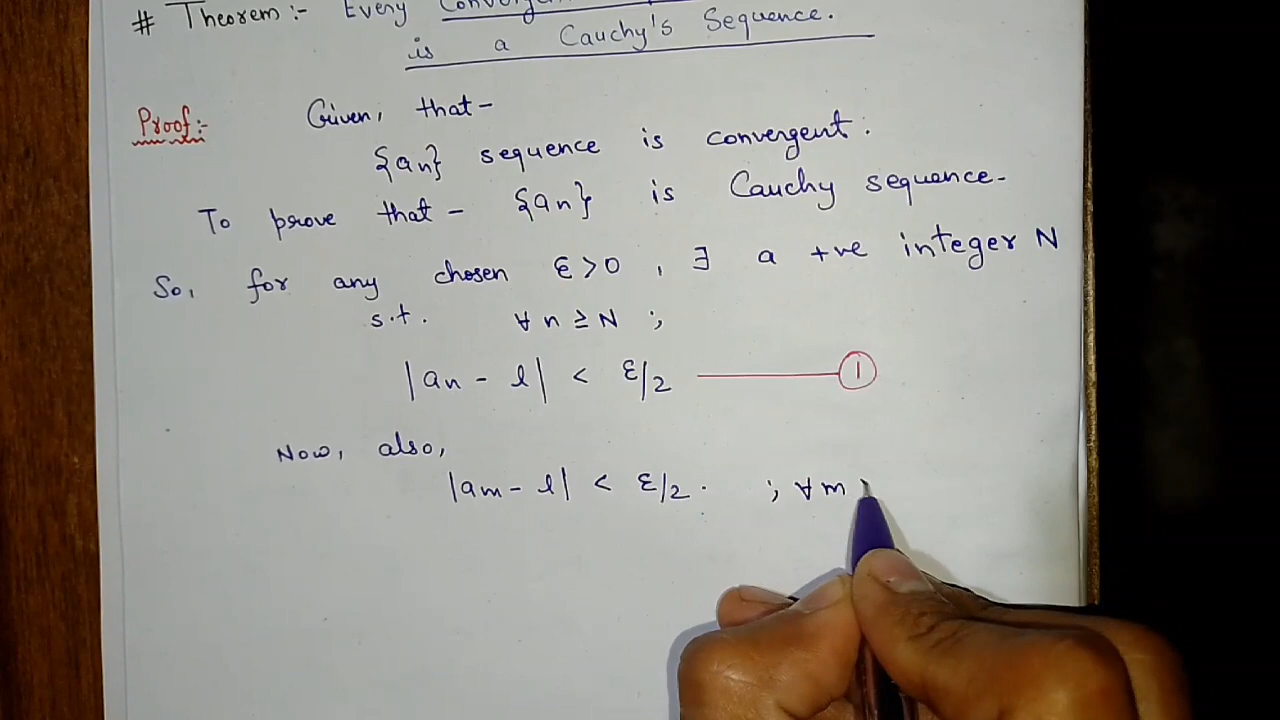 # Theorem:- Every
is a Cauchy's Sequence.
Proof:- Given, that-
{an} sequence is convergent.
To prove that - {an} is Cauchy sequence-
So, for any chosen ε>0 , ∃ a +ve integer N
s.t. ∀ n ≥ N ;
|an - l| < ε/2 ——— ①
Now, also,
|am - l| < ε/2 . ; ∀ m